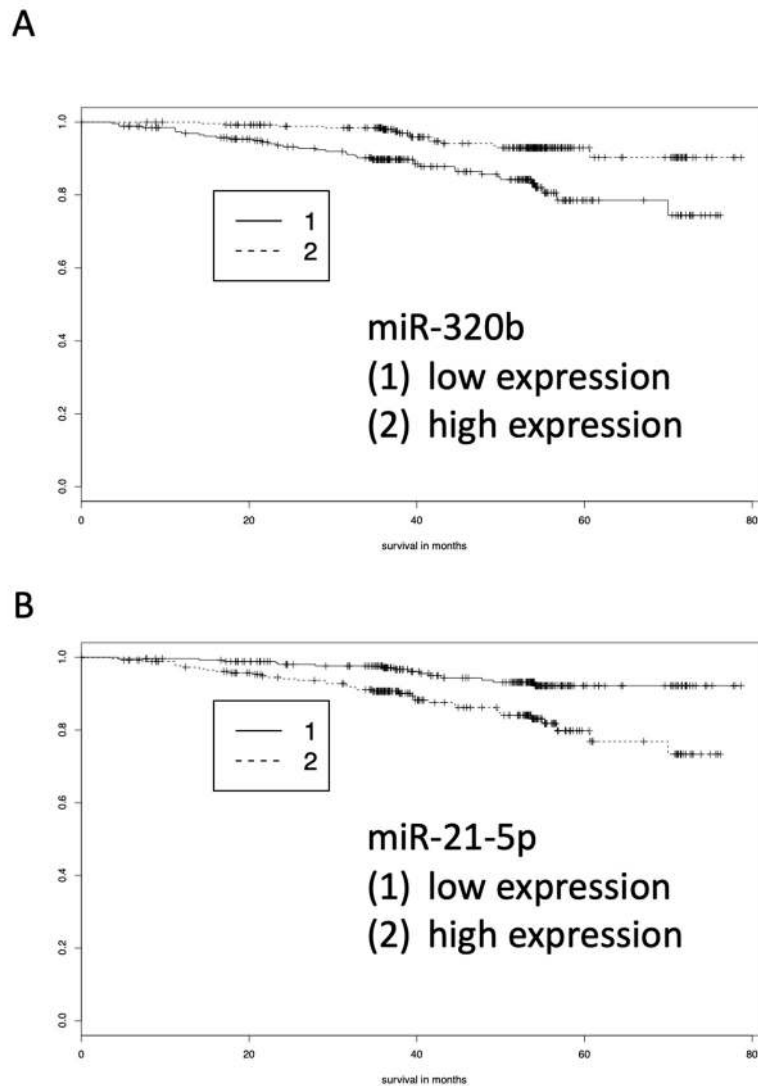 A
1.0
0.8
0.6
0.4
0.2
0.0
1
2
miR-320b
(1) low expression
(2) high expression
0 20 40 60 80
survival in months
B
1.0
0.8
0.6
0.4
0.2
0.0
1
2
miR-21-5p
(1) low expression
(2) high expression
0 20 40 60 80
survival in months